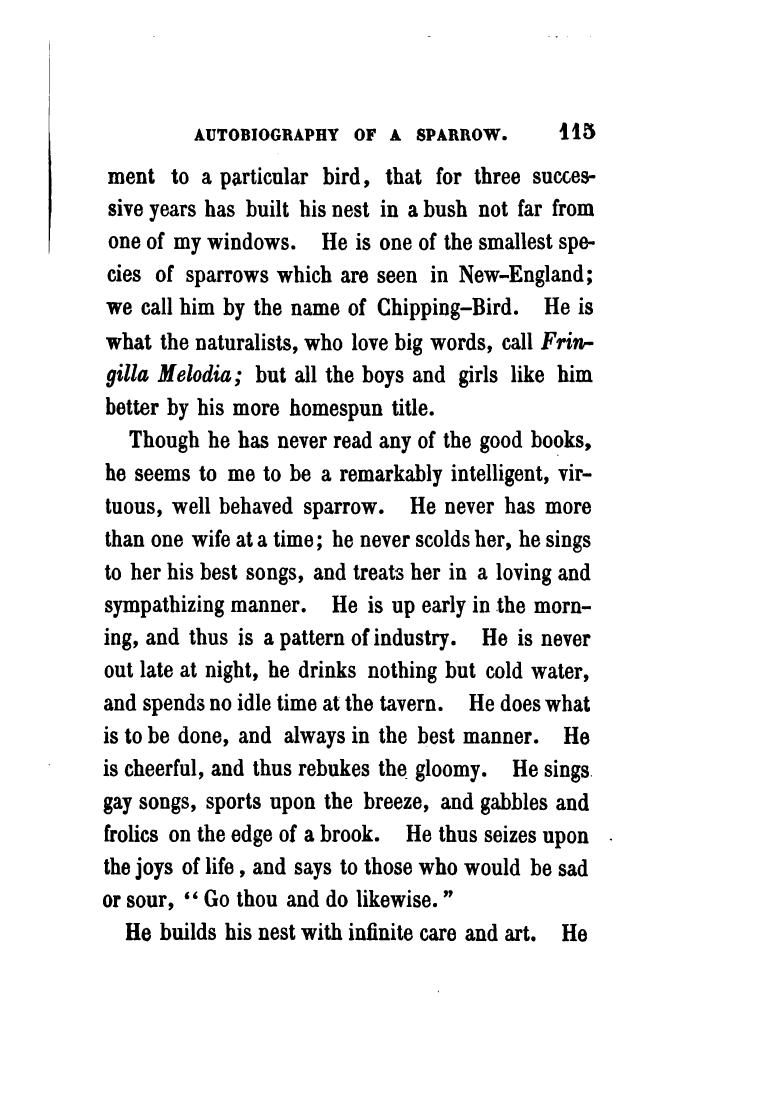 AUTOBIOGRAPHY OF A SPARROW. 115
ment to a particular bird, that for three succes-
sive years has built his nest in a bush not far from
one of my windows. He is one of the smallest spe-
cies of sparrows which are seen in New-England;
we call him by the name of Chipping-Bird. He is
what the naturalists, who love big words, call Frin-
gilla Melodia; but all the boys and girls like him
better by his more homespun title.
Though he has never read any of the good books,
he seems to me to be a remarkably intelligent, vir-
tuous, well behaved sparrow. He never has more
than one wife at a time; he never scolds her, he sings
to her his best songs, and treats her in a loving and
sympathizing manner. He is up early in the morn-
ing, and thus is a pattern of industry. He is never
out late at night, he drinks nothing but cold water,
and spends no idle time at the tavern. He does what
is to be done, and always in the best manner. He
is cheerful, and thus rebukes the gloomy. He sings
gay songs, sports upon the breeze, and gabbles and
frolics on the edge of a brook. He thus seizes upon
the joys of life, and says to those who would be sad
or sour, "Go thou and do likewise."
He builds his nest with infinite care and art. He